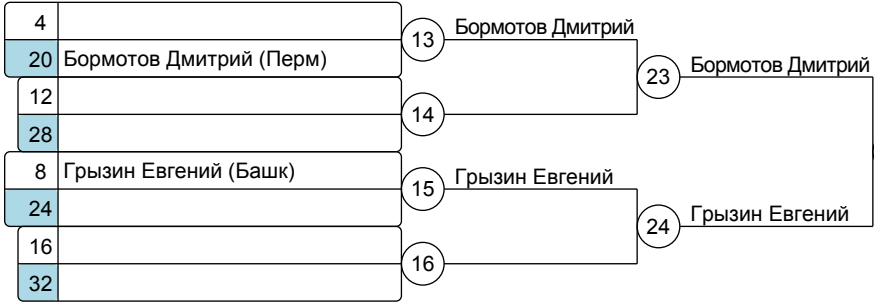 4
13
Бормотов Дмитрий
20 Бормотов Дмитрий (Перм)
23
Бормотов Дмитрий
12
14
28
8 Грызин Евгений (Башк)
15
Грызин Евгений
24
24
Грызин Евгений
16
16
32